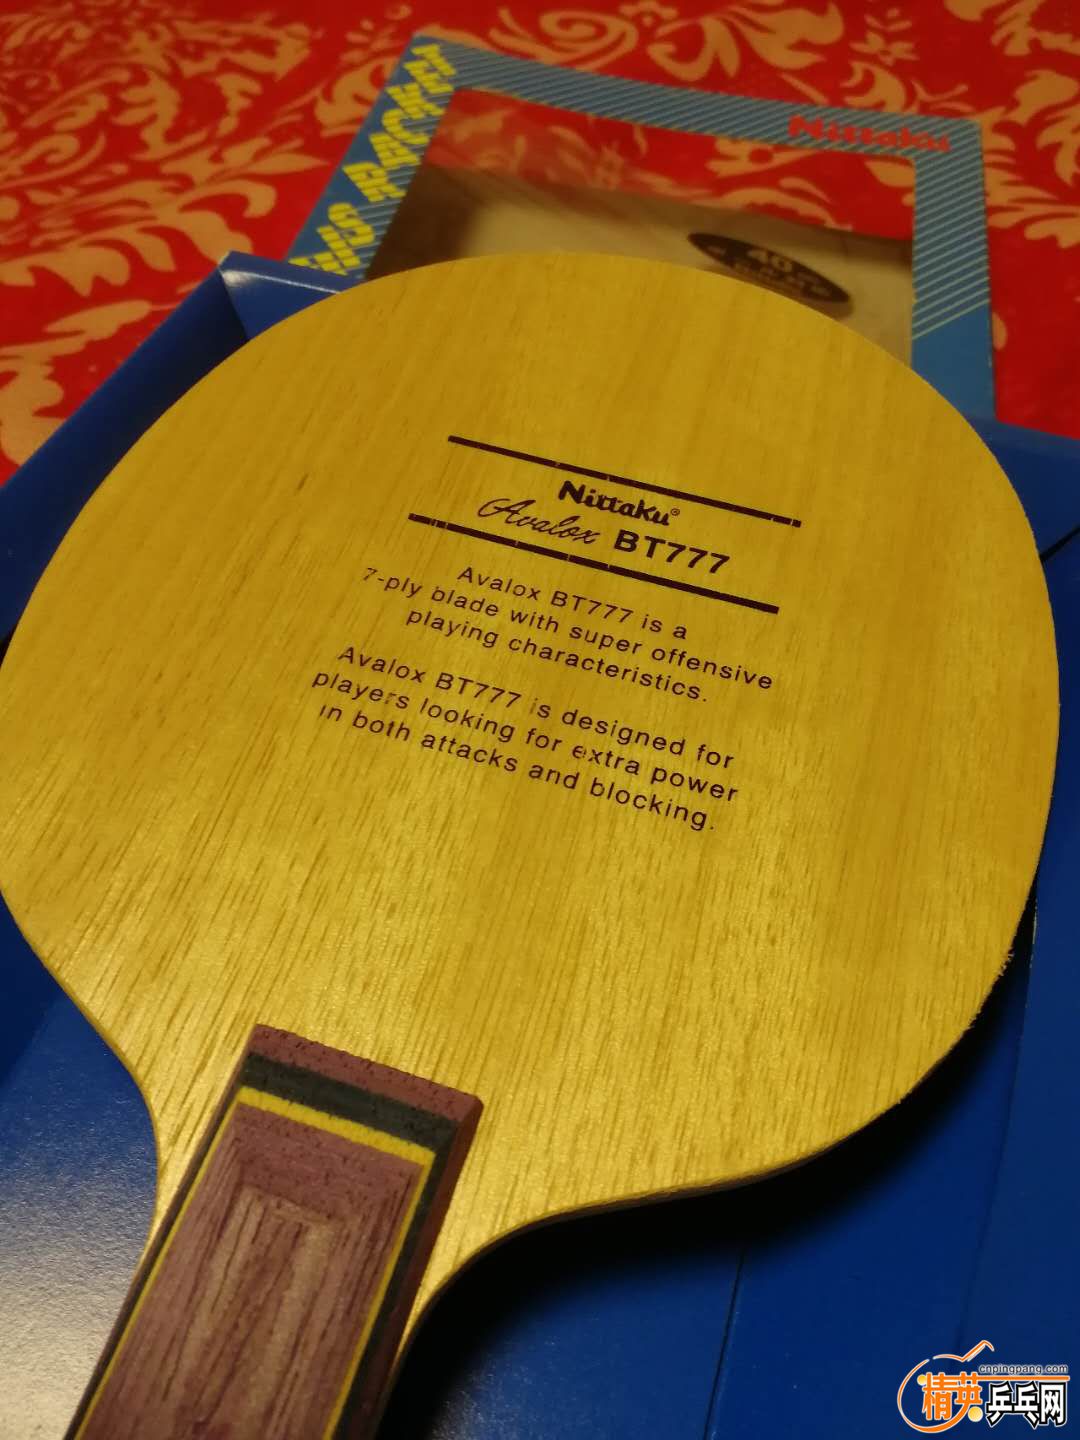 Nittaku
40
Nittaku®
Avalox BT777
Avalox BT777 is a
7-ply blade with super offensive
playing characteristics.
Avalox BT777 is designed for
players looking for extra power
in both attacks and blocking.
cnpingpang.com
精英乒乓网